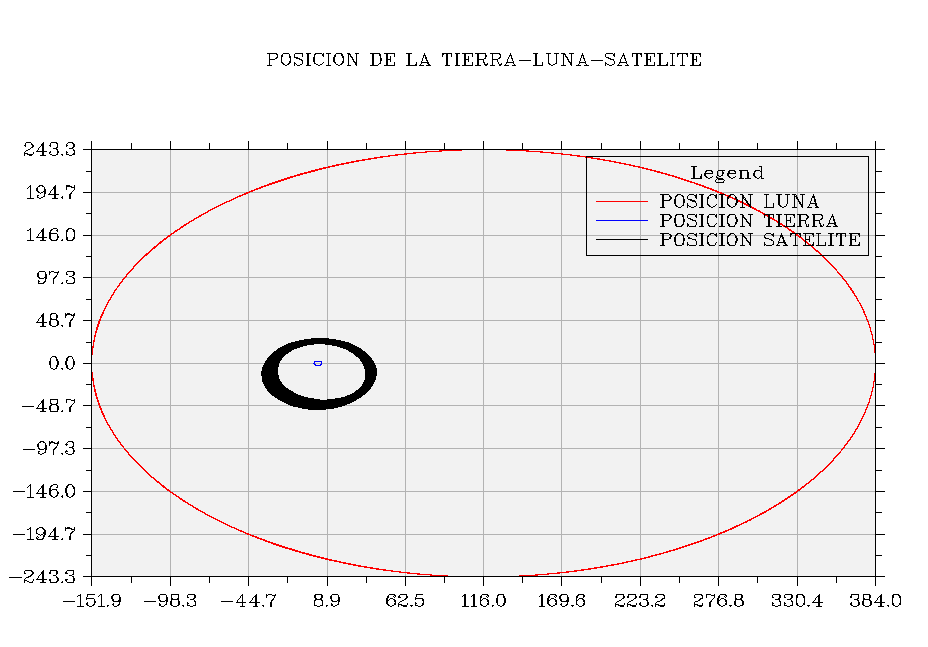 POSICION DE LA TIERRA-LUNA-SATELITE
Legend
POSICION LUNA
POSICION TIERRA
POSICION SATELITE
243.3
194.7
146.0
97.3
48.7
0.0
-48.7
-97.3
-146.0
-194.7
-243.3
-151.9 -98.3 -44.7 8.9 62.5 116.0 169.6 223.2 276.8 330.4 384.0